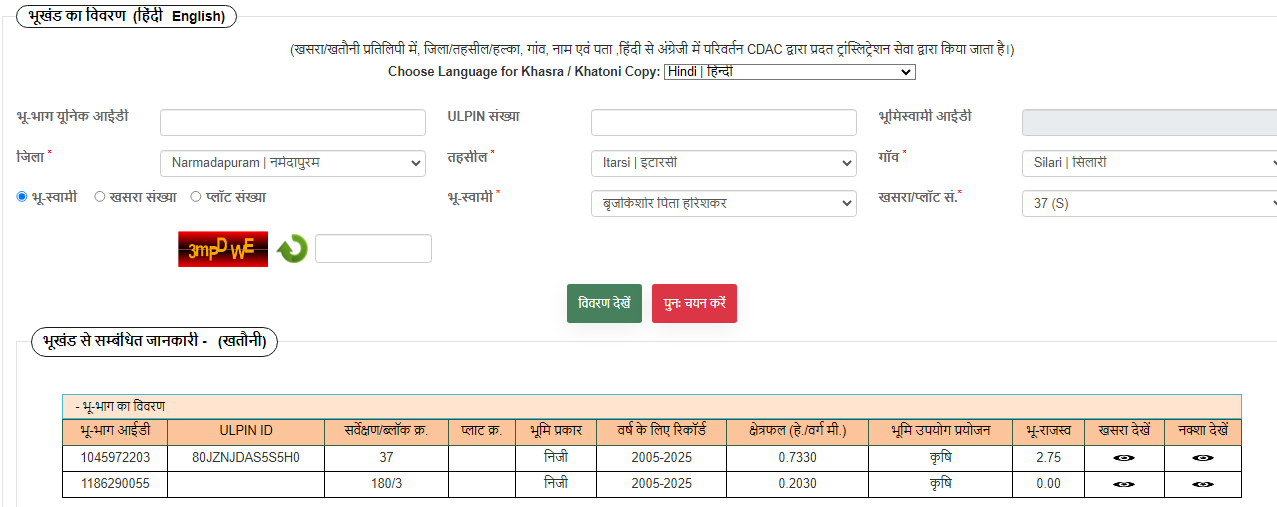 भूखंड का विवरण (हिंदी English)
(खसरा/खतौनी प्रतिलिपी में, जिला/तहसील/हल्का, गांव, नाम एवं पता ,हिंदी से अंग्रेजी में परिवर्तन CDAC द्वारा प्रदत ट्रांस्लिट्रेशन सेवा द्वारा किया जाता है।)
Choose Language for Khasra / Khatoni Copy: Hindi | हिन्दी
भू-भाग यूनिक आईडी ULPIN संख्या भूमिस्वामी आईडी
जिला * Narmadapuram | नर्मदापुरम तहसील * Itarsi | इटारसी गाँव * Silari | सिलारी
भू-स्वामी खसरा संख्या प्लॉट संख्या भू-स्वामी * बृजकिशोर पिता हरिशंकर खसरा/प्लॉट सं.* 37 (S)
3mpD WE
विवरण देखें पुनः चयन करें
भूखंड से सम्बंधित जानकारी - (खतौनी)
- भू-भाग का विवरण
भू-भाग आईडी ULPIN ID सर्वेक्षण/ब्लॉक क्र. प्लाट क्र. भूमि प्रकार वर्ष के लिए रिकॉर्ड क्षेत्रफल (हे./वर्ग मी.) भूमि उपयोग प्रयोजन भू-राजस्व खसरा देखें नक्शा देखें
1045972203 80JZNJDAS5S5H0 37 निजी 2005-2025 0.7330 कृषि 2.75
1186290055 180/3 निजी 2005-2025 0.2030 कृषि 0.00